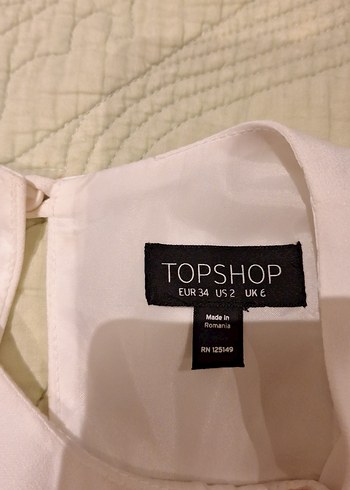 TOPSHOP
EUR 34 US 2 UK 6
Made in
Romania
RN 125149